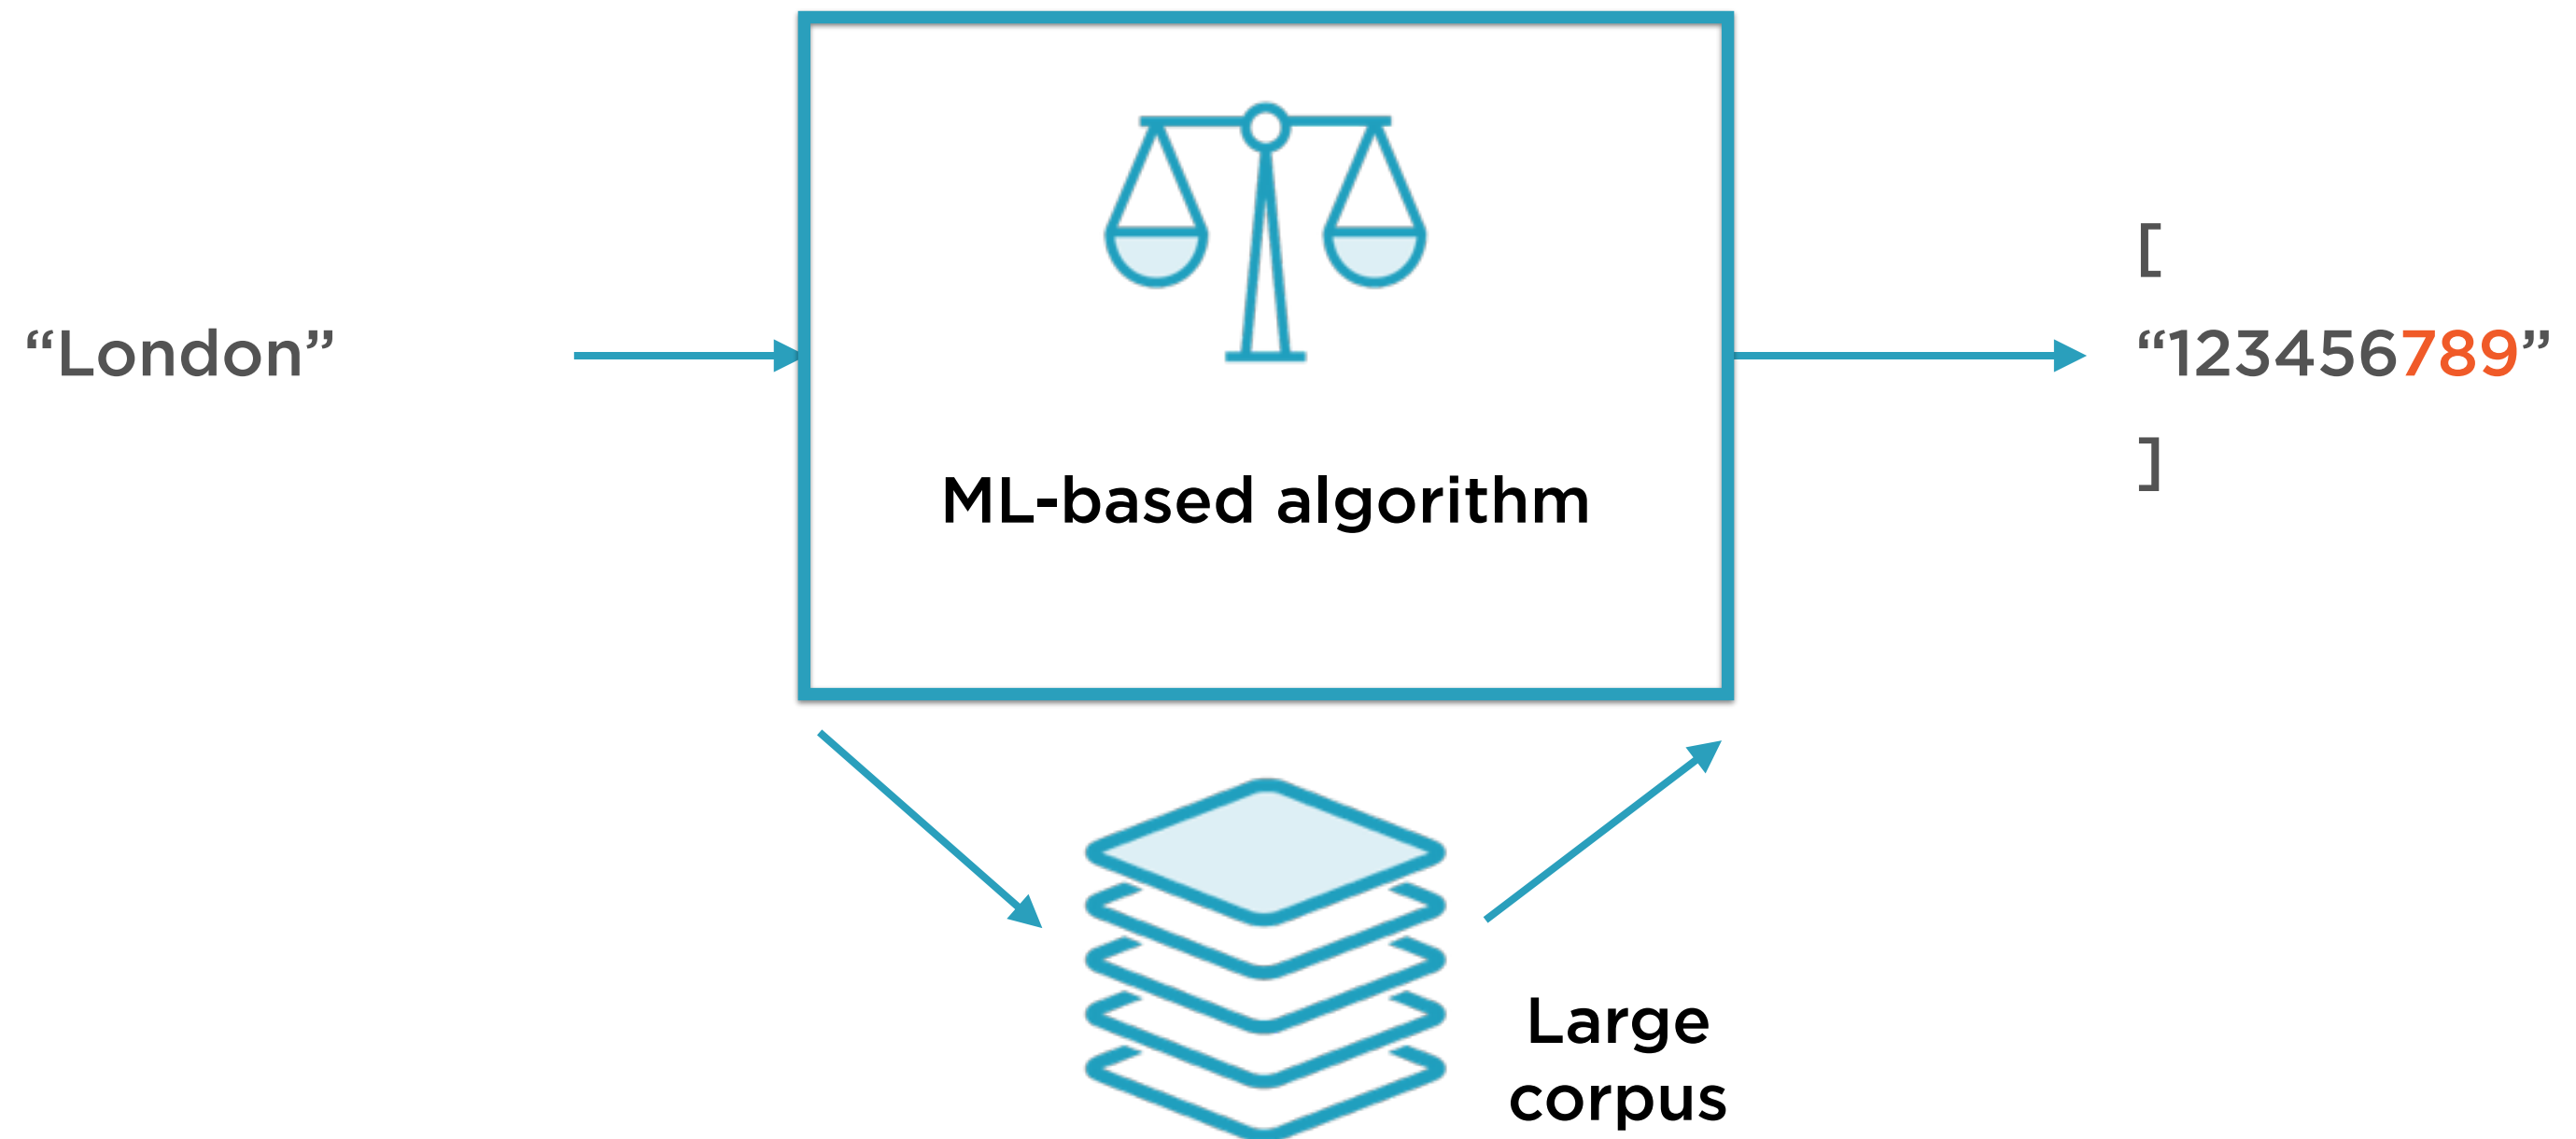 “London”
ML-based algorithm
[
“123456789”
]
Large
corpus